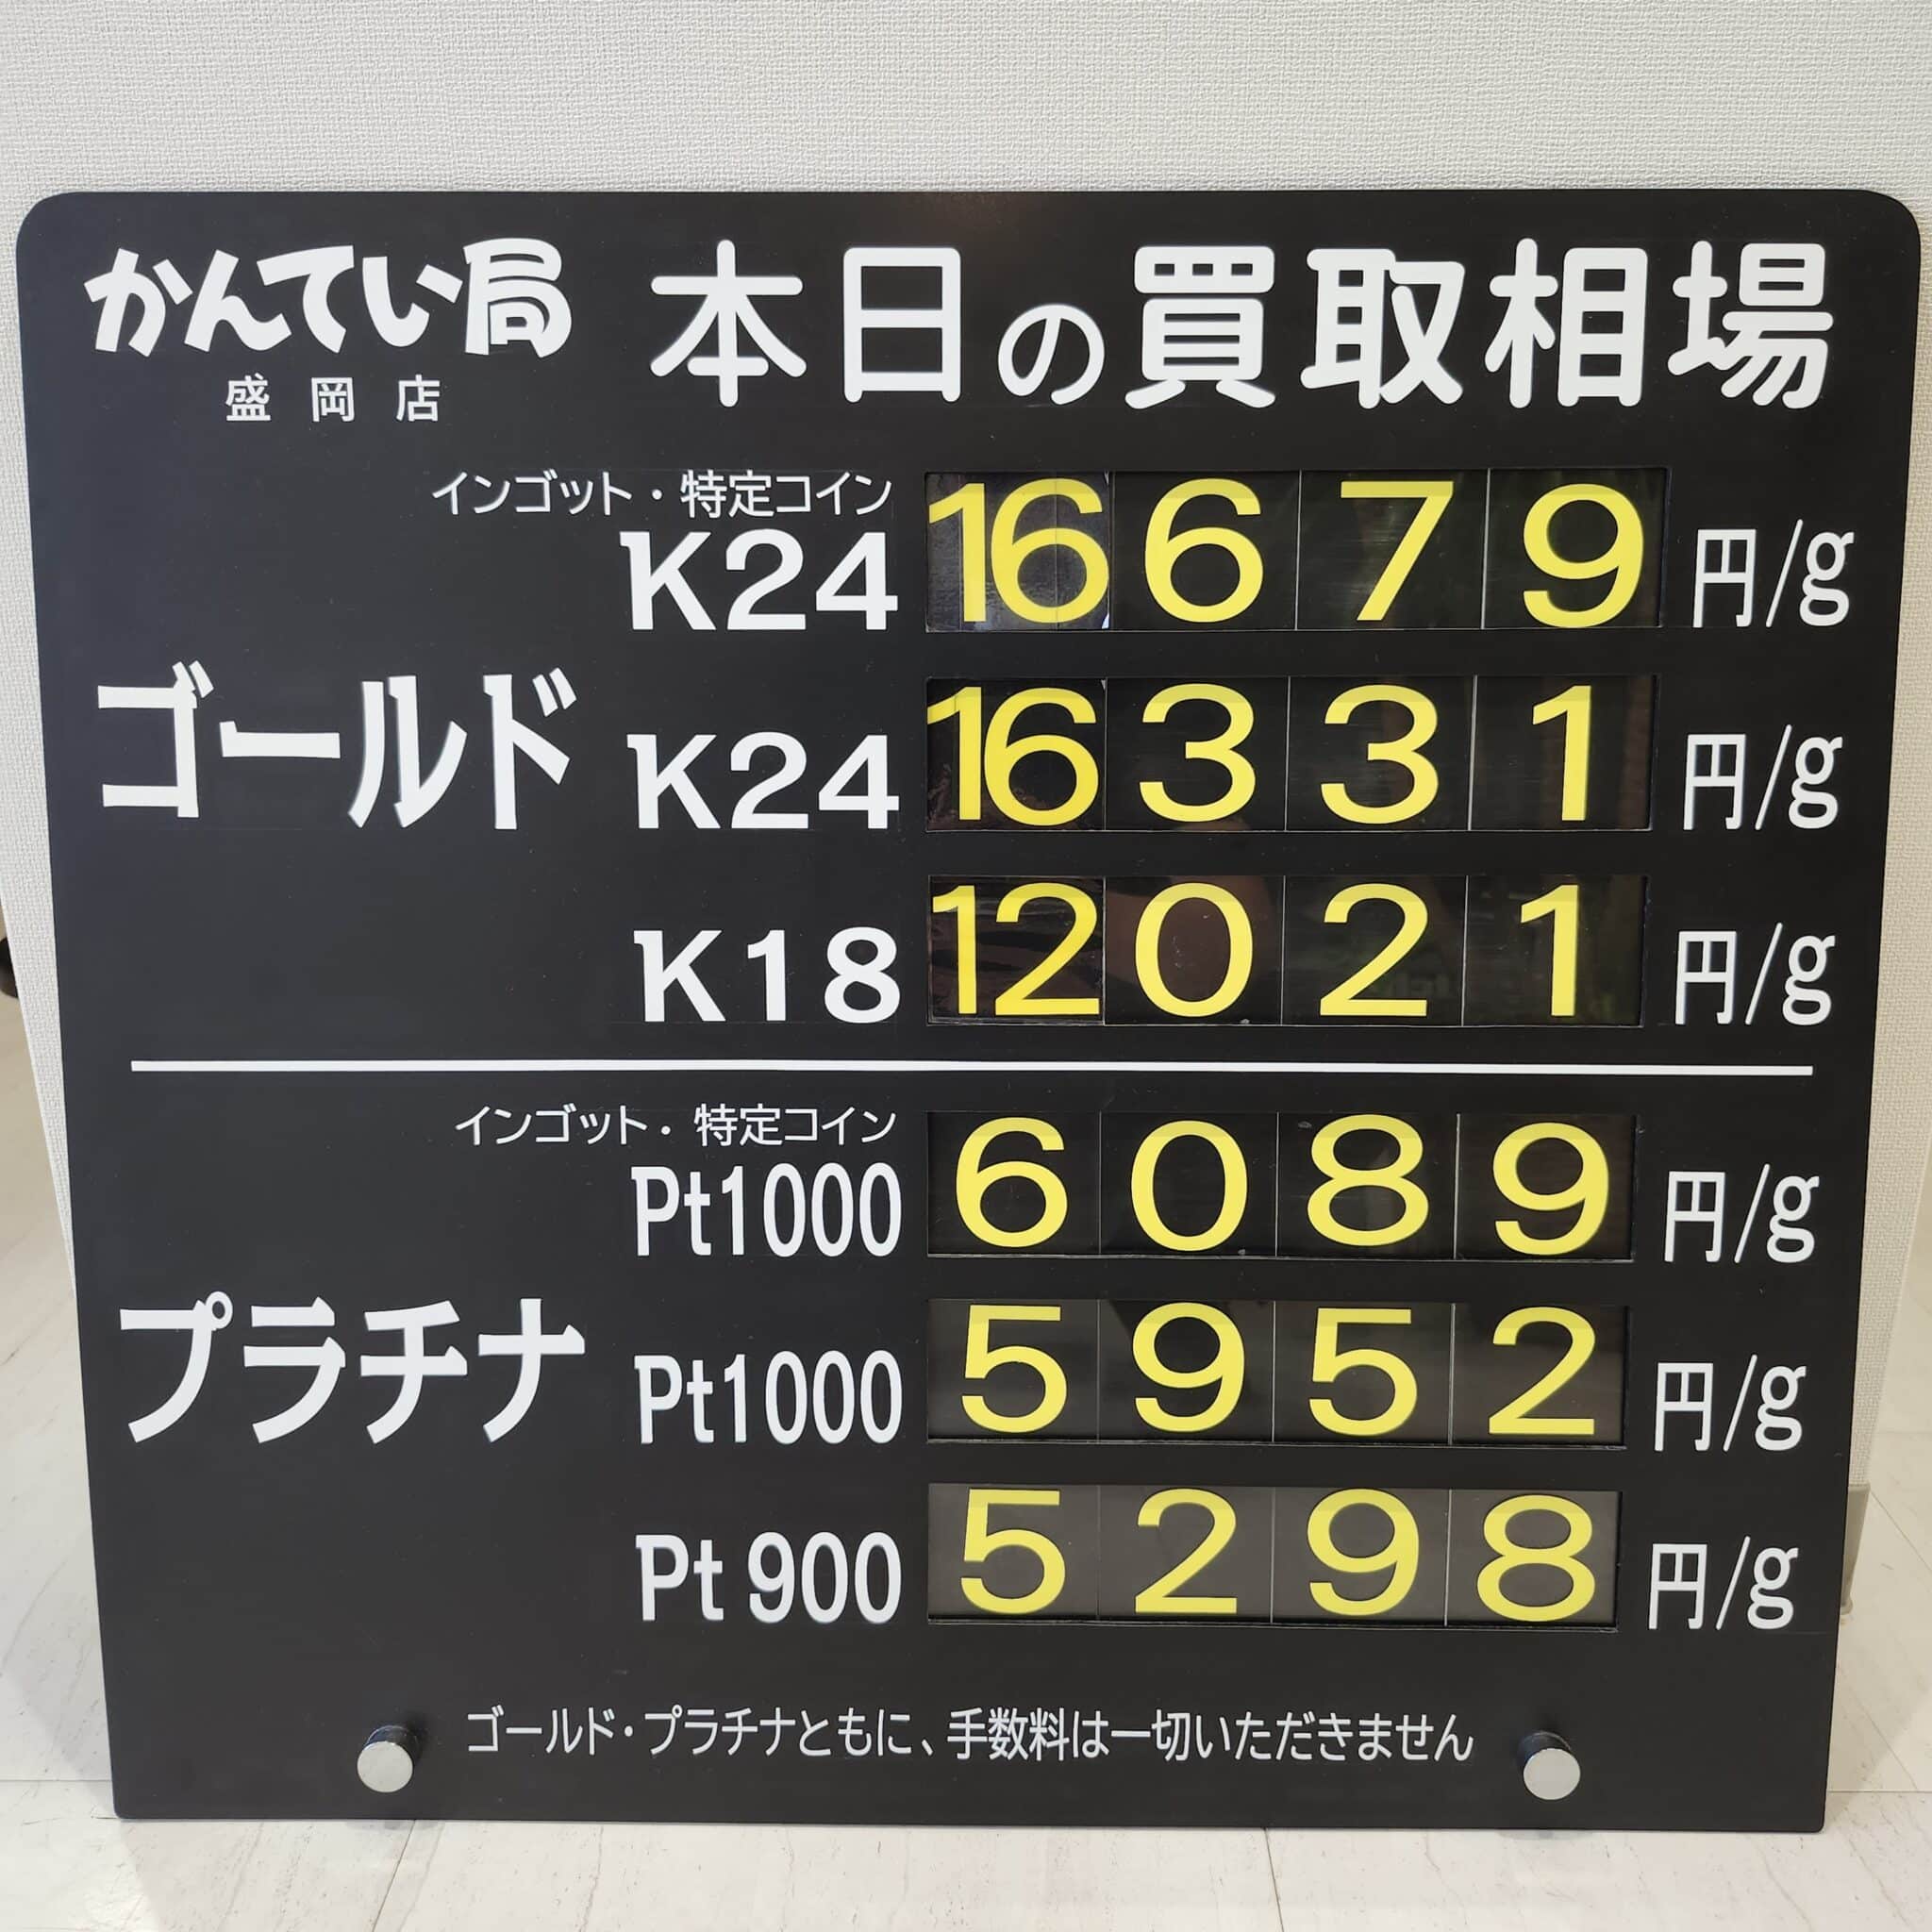 かんてい局 本日の買取相場
盛岡店
インゴット・特定コイン
K24 16679 円/g
ゴールド K24 16331 円/g
K18 12021 円/g
インゴット・特定コイン
Pt1000 6089 円/g
プラチナ Pt1000 5952 円/g
Pt900 5298 円/g
ゴールド・プラチナともに、手数料は一切いただきません